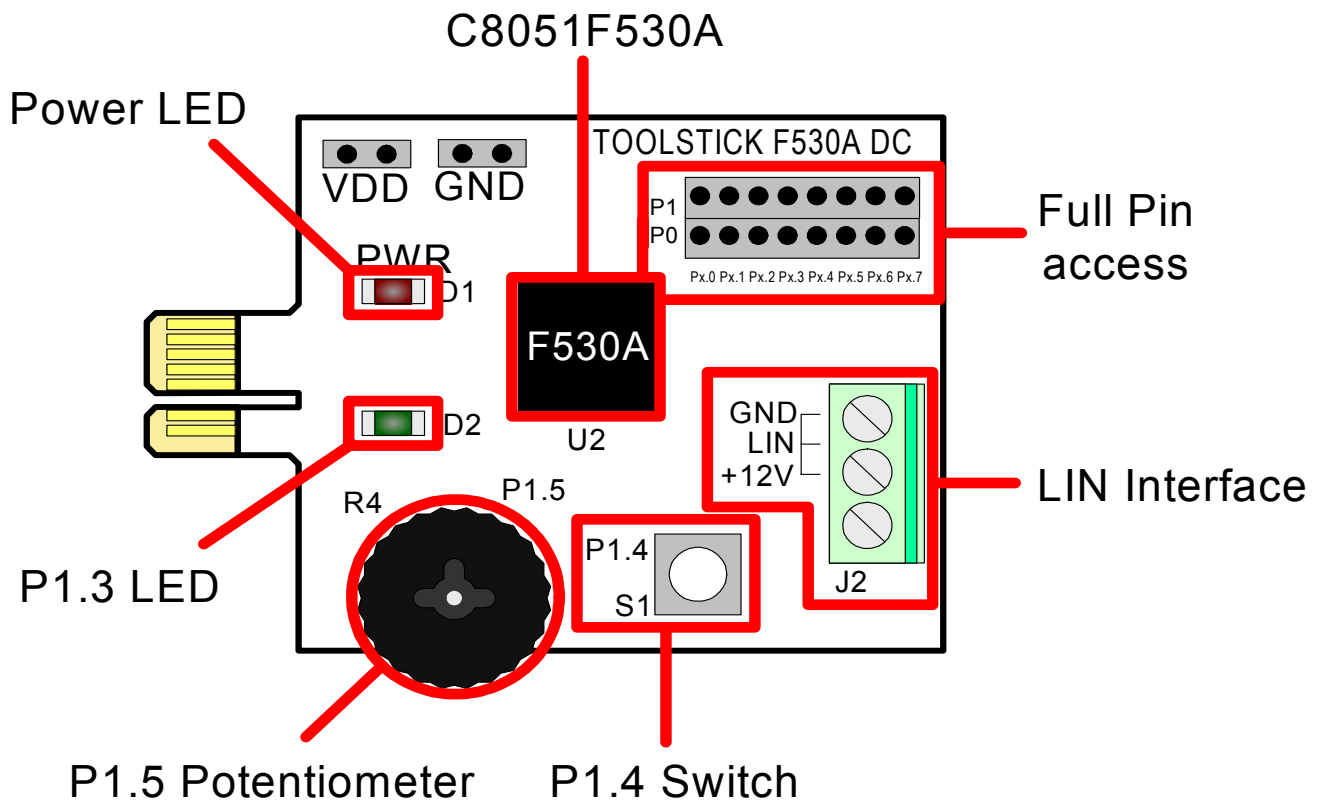 C8051F530A
Power LED
TOOLSTICK F530A DC
VDD GND
P1
P0
Px.0 Px.1 Px.2 Px.3 Px.4 Px.5 Px.6 Px.7
Full Pin
access
PWR
D1
F530A
U2
D2
GND
LIN
+12V
J2
LIN Interface
R4
P1.5
P1.4
S1
P1.3 LED
P1.5 Potentiometer
P1.4 Switch